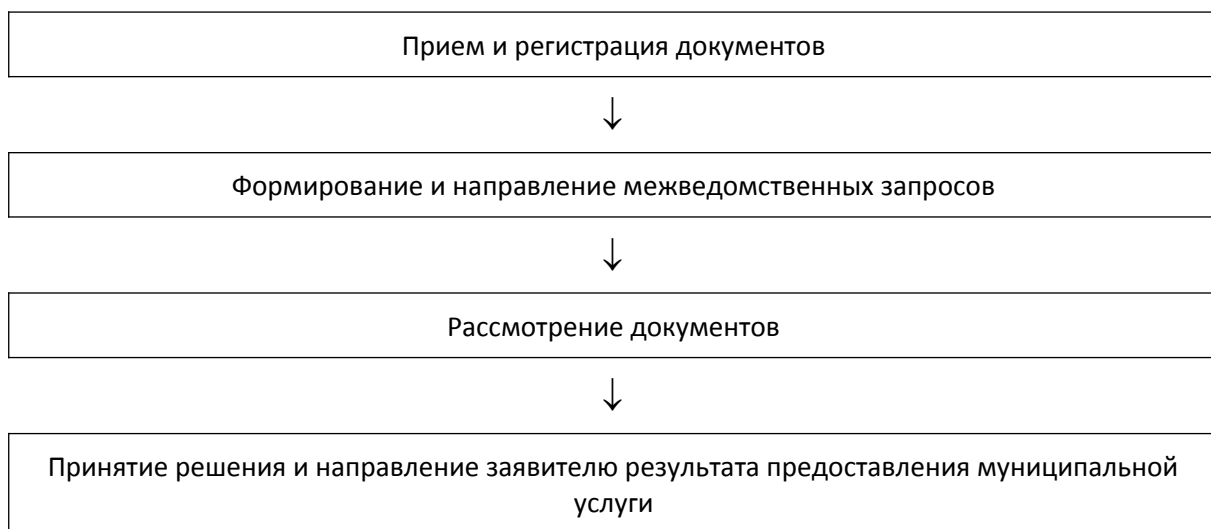 Прием и регистрация документов
↓
Формирование и направление межведомственных запросов
↓
Рассмотрение документов
↓
Принятие решения и направление заявителю результата предоставления муниципальной
услуги